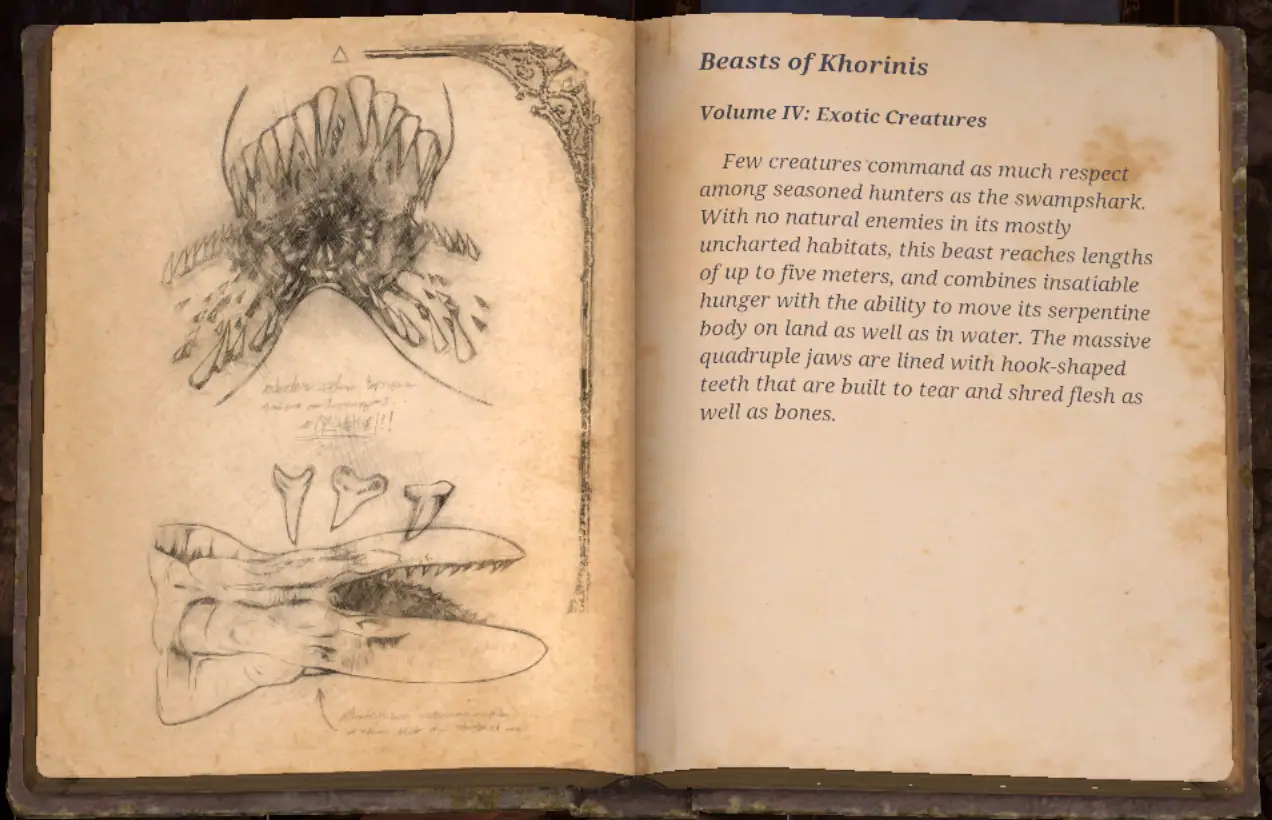 Beasts of Khorinis
Volume IV: Exotic Creatures
Few creatures command as much respect
among seasoned hunters as the swampshark.
With no natural enemies in its mostly
uncharted habitats, this beast reaches lengths
of up to five meters, and combines insatiable
hunger with the ability to move its serpentine
body on land as well as in water. The massive
quadruple jaws are lined with hook-shaped
teeth that are built to tear and shred flesh as
well as bones.